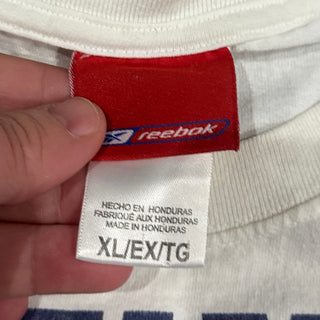 reebok
HECHO EN HONDURAS
FABRIQUÉ AUX HONDURAS
MADE IN HONDURAS
XL/EX/TG